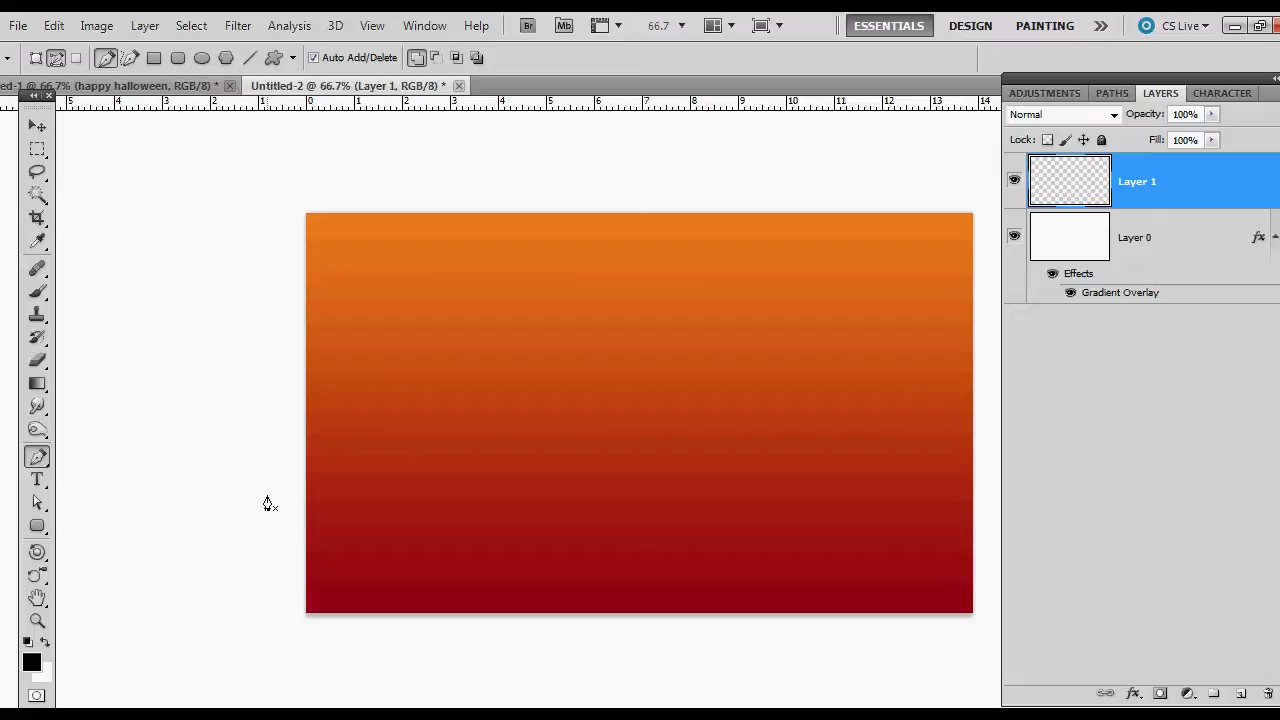 File Edit Image Layer Select Filter Analysis 3D View Window Help Br Mb 66.7 ESSENTIALS DESIGN PAINTING CS Live
Auto Add/Delete
ed-1 @ 66.7% (happy halloween, RGB/8) * Untitled-2 @ 66.7% (Layer 1, RGB/8) *
5 4 3 2 1 0 1 2 3 4 5 6 7 8 9 10 11 12 13 14
ADJUSTMENTS PATHS LAYERS CHARACTER
Normal Opacity: 100%
Lock: Fill: 100%
Layer 1
Layer 0 fx
Effects
Gradient Overlay
T
fx